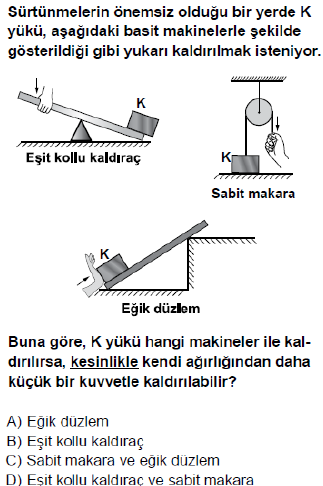 Sürtünmelerin önemsiz olduğu bir yerde K
yükü, aşağıdaki basit makinelerle şekilde
gösterildiği gibi yukarı kaldırılmak isteniyor.
K
Eşit kollu kaldıraç
K
Sabit makara
K
Eğik düzlem
Buna göre, K yükü hangi makineler ile kal-
dırılırsa, kesinlikle kendi ağırlığından daha
küçük bir kuvvetle kaldırılabilir?
A) Eğik düzlem
B) Eşit kollu kaldıraç
C) Sabit makara ve eğik düzlem
D) Eşit kollu kaldıraç ve sabit makara